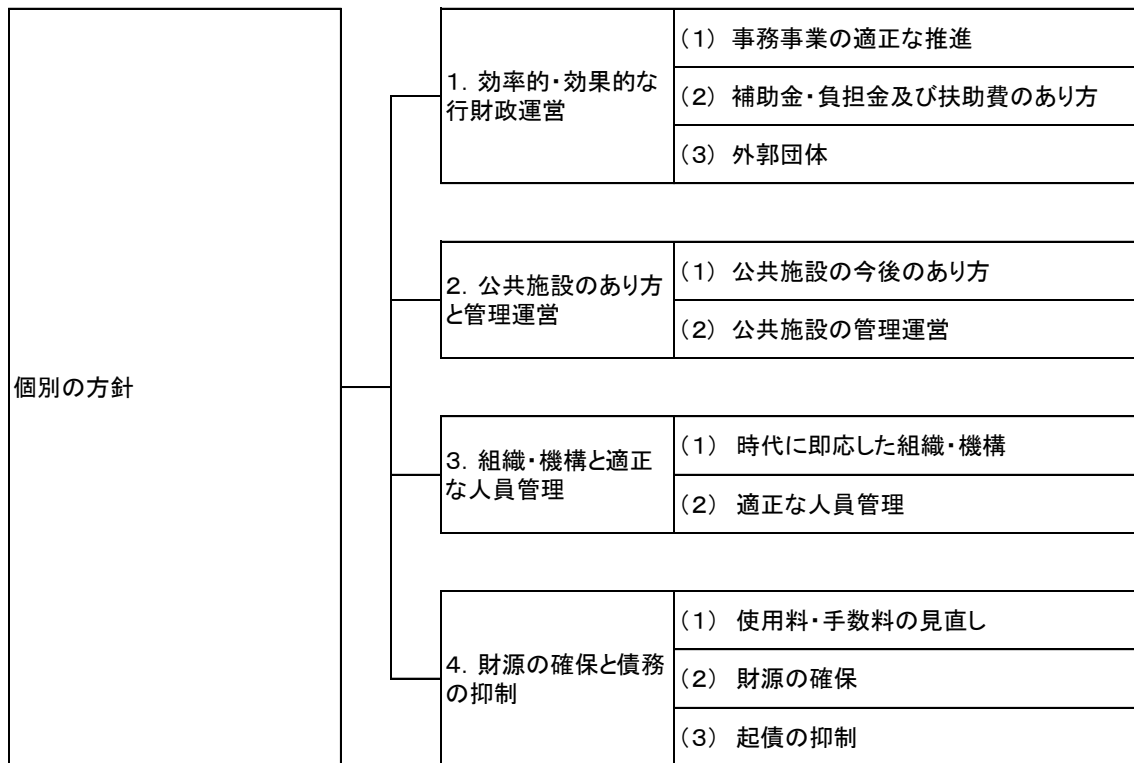 個別の方針
1．効率的・効果的な
行財政運営
（1） 事務事業の適正な推進
（2） 補助金・負担金及び扶助費のあり方
（3） 外郭団体
2．公共施設のあり方
と管理運営
（1） 公共施設の今後のあり方
（2） 公共施設の管理運営
3．組織・機構と適正
な人員管理
（1） 時代に即応した組織・機構
（2） 適正な人員管理
4．財源の確保と債務
の抑制
（1） 使用料・手数料の見直し
（2） 財源の確保
（3） 起債の抑制